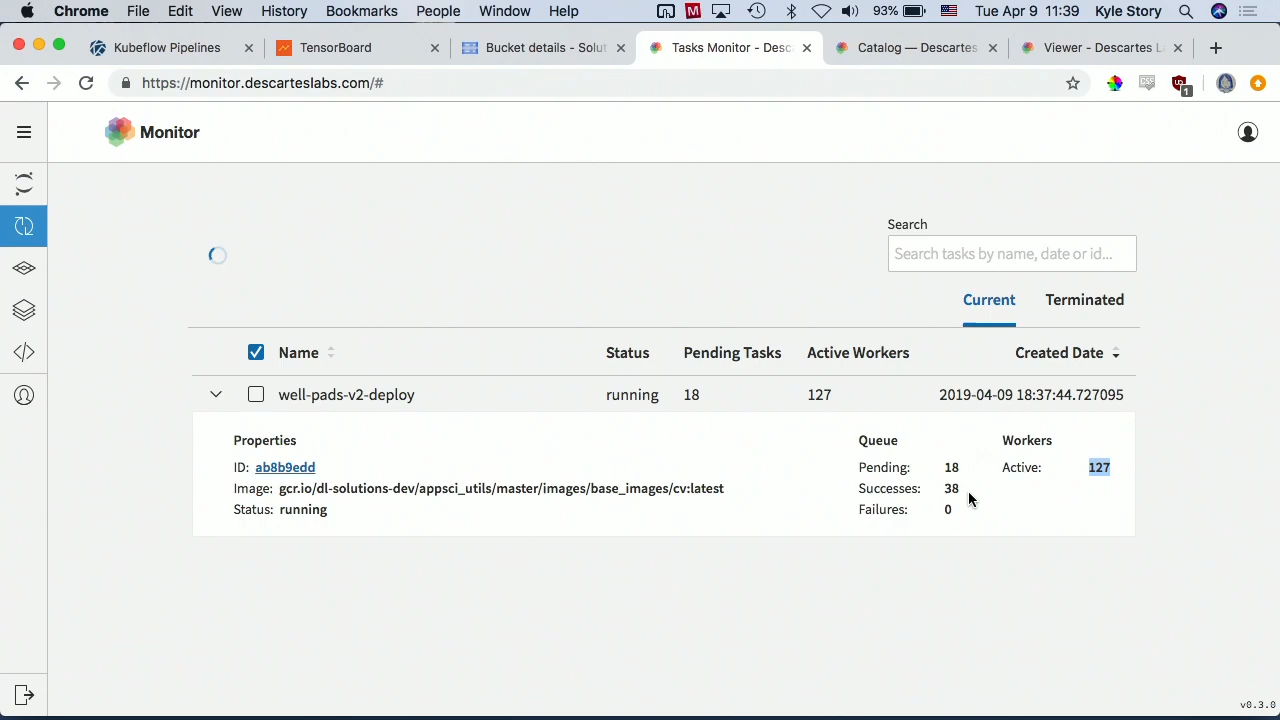 Chrome File Edit View History Bookmarks People Window Help 93% Tue Apr 9 11:39 Kyle Story
Kubeflow Pipelines TensorBoard Bucket details - Solut Tasks Monitor - Desc Catalog — Descartes Viewer - Descartes L
https://monitor.descarteslabs.com/# 1
Monitor
Search
Search tasks by name, date or id...
Current Terminated
Name Status Pending Tasks Active Workers Created Date
well-pads-v2-deploy running 18 127 2019-04-09 18:37:44.727095
Properties Queue Workers
ID: ab8b9edd Pending: 18 Active: 127
Image: gcr.io/dl-solutions-dev/appsci_utils/master/images/base_images/cv:latest Successes: 38
Status: running Failures: 0
v0.3.0